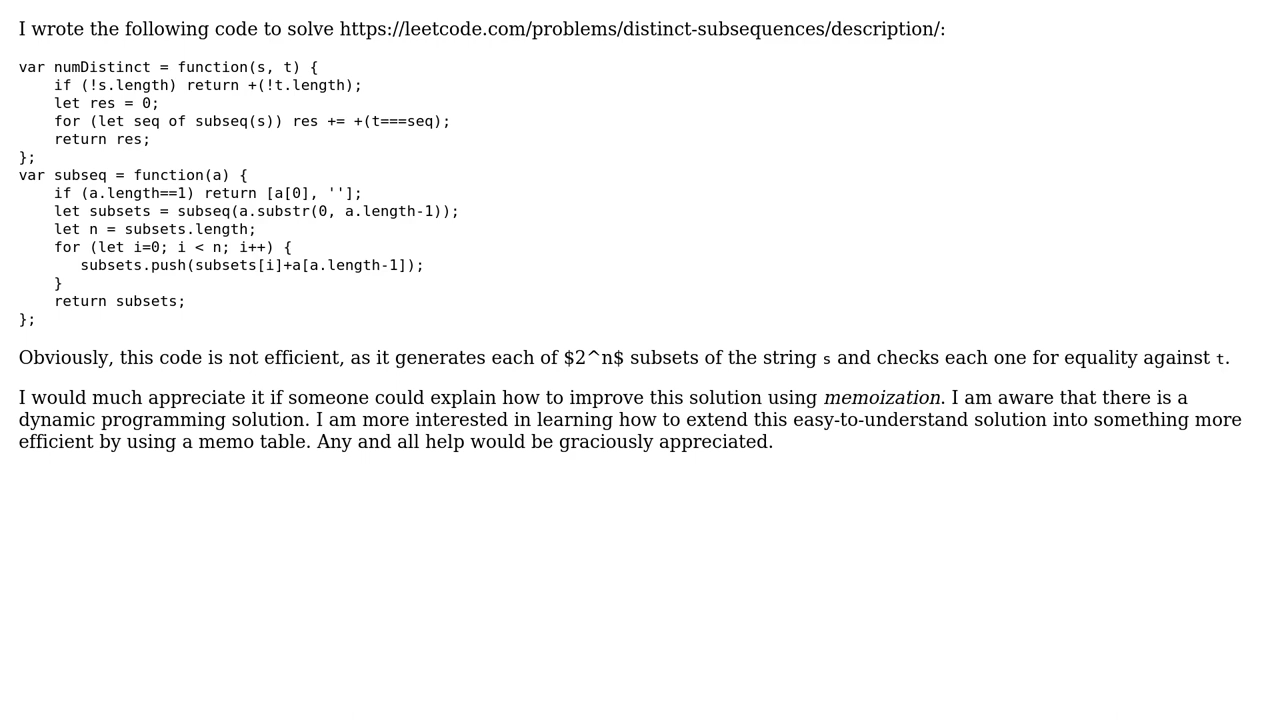 I wrote the following code to solve https://leetcode.com/problems/distinct-subsequences/description/:
var numDistinct = function(s, t) {
    if (!s.length) return +(!t.length);
    let res = 0;
    for (let seq of subseq(s)) res += +(t===seq);
    return res;
};
var subseq = function(a) {
    if (a.length==1) return [a[0], ''];
    let subsets = subseq(a.substr(0, a.length-1));
    let n = subsets.length;
    for (let i=0; i < n; i++) {
       subsets.push(subsets[i]+a[a.length-1]);
    }
    return subsets;
};
Obviously, this code is not efficient, as it generates each of $2^n$ subsets of the string s and checks each one for equality against t.
I would much appreciate it if someone could explain how to improve this solution using memoization. I am aware that there is a
dynamic programming solution. I am more interested in learning how to extend this easy-to-understand solution into something more
efficient by using a memo table. Any and all help would be graciously appreciated.